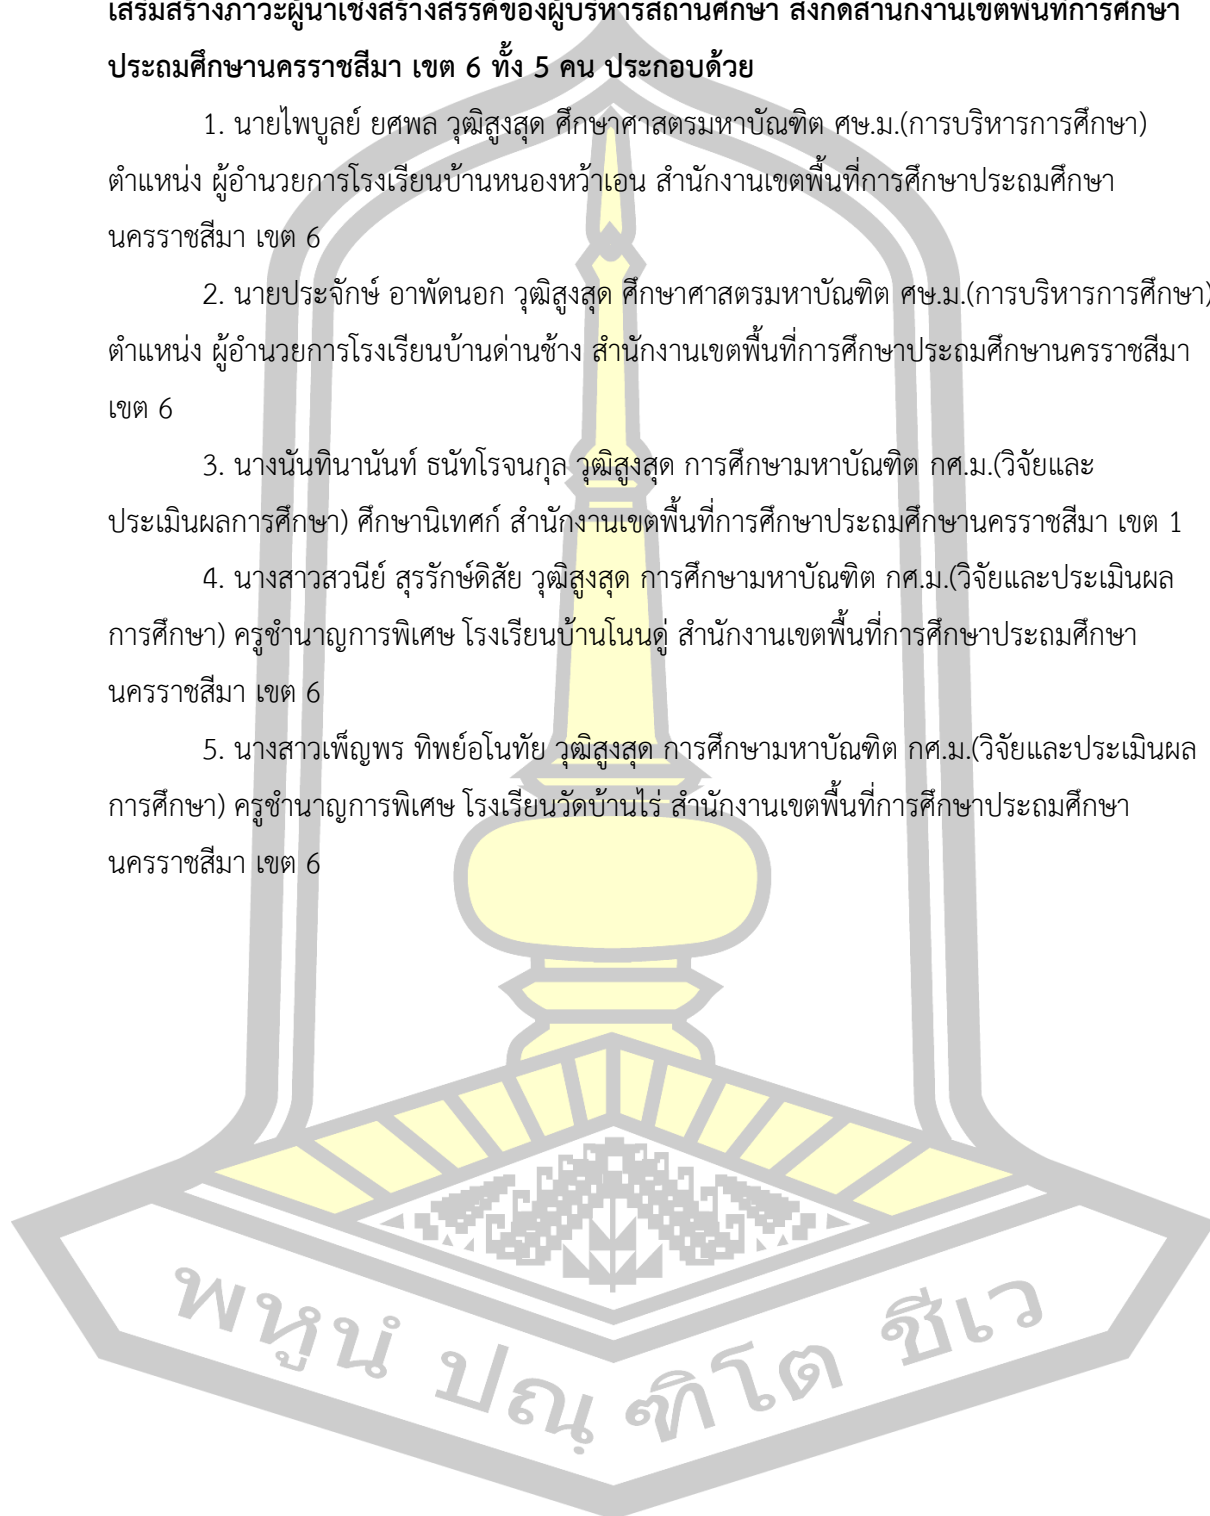 เสริมสร้างภาวะผู้นำเชิงสร้างสรรค์ของผู้บริหารสถานศึกษา สังกัดสำนักงานเขตพื้นที่การศึกษา
ประถมศึกษานครราชสีมา เขต 6 ทั้ง 5 คน ประกอบด้วย
1. นายไพบูลย์ ยศพล วุฒิสูงสุด ศึกษาศาสตรมหาบัณฑิต ศษ.ม.(การบริหารการศึกษา)
ตำแหน่ง ผู้อำนวยการโรงเรียนบ้านหนองหว้าเอน สำนักงานเขตพื้นที่การศึกษาประถมศึกษา
นครราชสีมา เขต 6
2. นายประจักษ์ อาพัดนอก วุฒิสูงสุด ศึกษาศาสตรมหาบัณฑิต ศษ.ม.(การบริหารการศึกษา)
ตำแหน่ง ผู้อำนวยการโรงเรียนบ้านด่านช้าง สำนักงานเขตพื้นที่การศึกษาประถมศึกษานครราชสีมา
เขต 6
3. นางนันทินานันท์ ธนัทโรจนกุล วุฒิสูงสุด การศึกษามหาบัณฑิต กศ.ม.(วิจัยและ
ประเมินผลการศึกษา) ศึกษานิเทศก์ สำนักงานเขตพื้นที่การศึกษาประถมศึกษานครราชสีมา เขต 1
4. นางสาวสวนีย์ สุรรักษ์ดิสัย วุฒิสูงสุด การศึกษามหาบัณฑิต กศ.ม.(วิจัยและประเมินผล
การศึกษา) ครูชำนาญการพิเศษ โรงเรียนบ้านโนนดู่ สำนักงานเขตพื้นที่การศึกษาประถมศึกษา
นครราชสีมา เขต 6
5. นางสาวเพ็ญพร ทิพย์อโนทัย วุฒิสูงสุด การศึกษามหาบัณฑิต กศ.ม.(วิจัยและประเมินผล
การศึกษา) ครูชำนาญการพิเศษ โรงเรียนวัดบ้านไร่ สำนักงานเขตพื้นที่การศึกษาประถมศึกษา
นครราชสีมา เขต 6
พหูนํ ปณฺฑิโต ชีเว